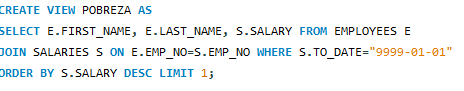 CREATE VIEW POBREZA AS
SELECT E.FIRST_NAME, E.LAST_NAME, S.SALARY FROM EMPLOYEES E
JOIN SALARIES S ON E.EMP_NO=S.EMP_NO WHERE S.TO_DATE="9999-01-01"
ORDER BY S.SALARY DESC LIMIT 1;